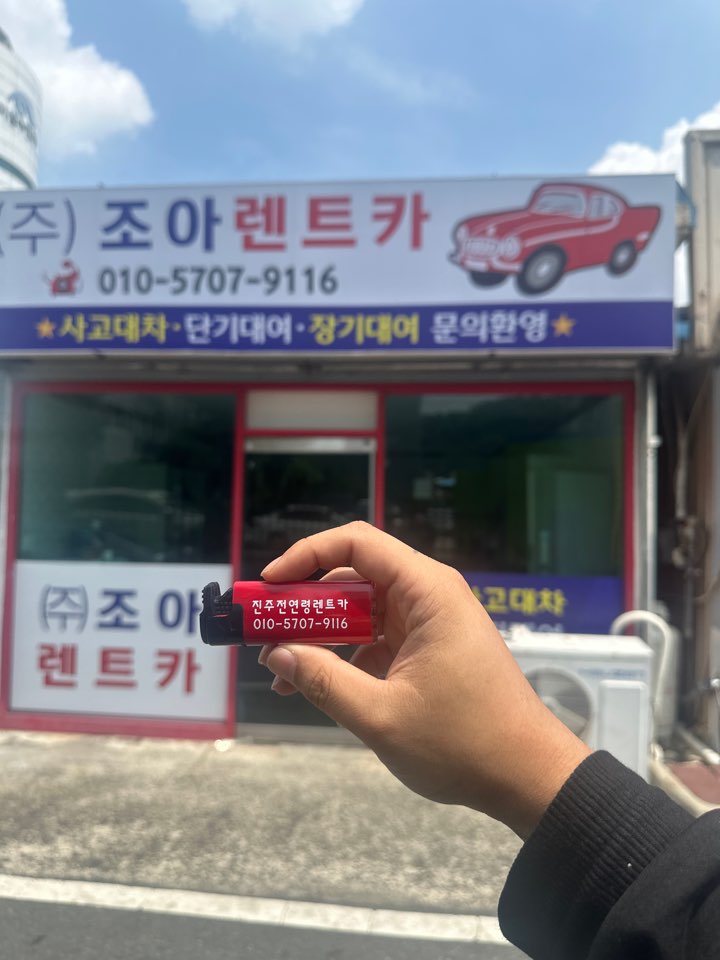 (주) 조아렌트카
010-5707-9116
★사고대차·단기대여·장기대여 문의환영★
㈜조아
렌트카
진주전연령렌트카
010-5707-9116
사고대차